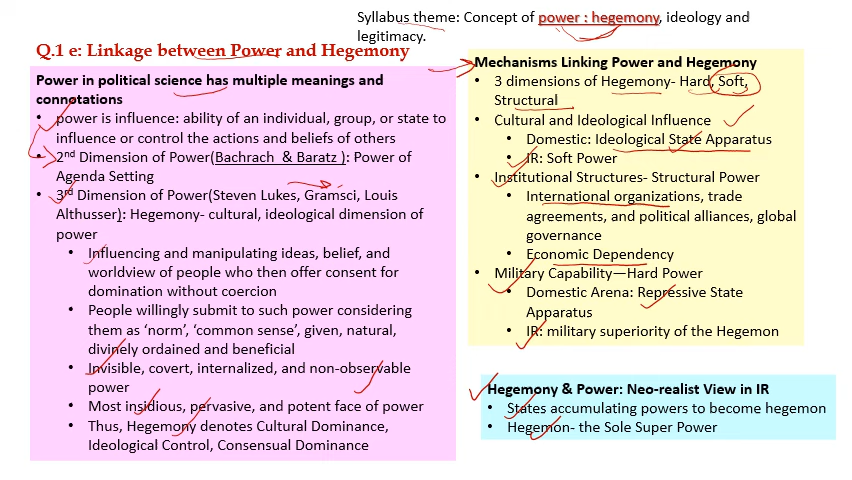 Syllabus theme: Concept of power : hegemony, ideology and
legitimacy.
Q.1 e: Linkage between Power and Hegemony
Power in political science has multiple meanings and
connotations
• power is influence: ability of an individual, group, or state to
influence or control the actions and beliefs of others
• 2nd Dimension of Power(Bachrach & Baratz ): Power of
Agenda Setting
• 3rd Dimension of Power(Steven Lukes, Gramsci, Louis
Althusser): Hegemony- cultural, ideological dimension of
power
• Influencing and manipulating ideas, belief, and
worldview of people who then offer consent for
domination without coercion
• People willingly submit to such power considering
them as ‘norm’, ‘common sense’, given, natural,
divinely ordained and beneficial
• Invisible, covert, internalized, and non-observable
power
• Most insidious, pervasive, and potent face of power
• Thus, Hegemony denotes Cultural Dominance,
Ideological Control, Consensual Dominance
Mechanisms Linking Power and Hegemony
• 3 dimensions of Hegemony- Hard, Soft,
Structural
• Cultural and Ideological Influence
• Domestic: Ideological State Apparatus
• IR: Soft Power
• Institutional Structures- Structural Power
• International organizations, trade
agreements, and political alliances, global
governance
• Economic Dependency
• Military Capability—Hard Power
• Domestic Arena: Repressive State
Apparatus
• IR: military superiority of the Hegemon
Hegemony & Power: Neo-realist View in IR
• States accumulating powers to become hegemon
• Hegemon- the Sole Super Power